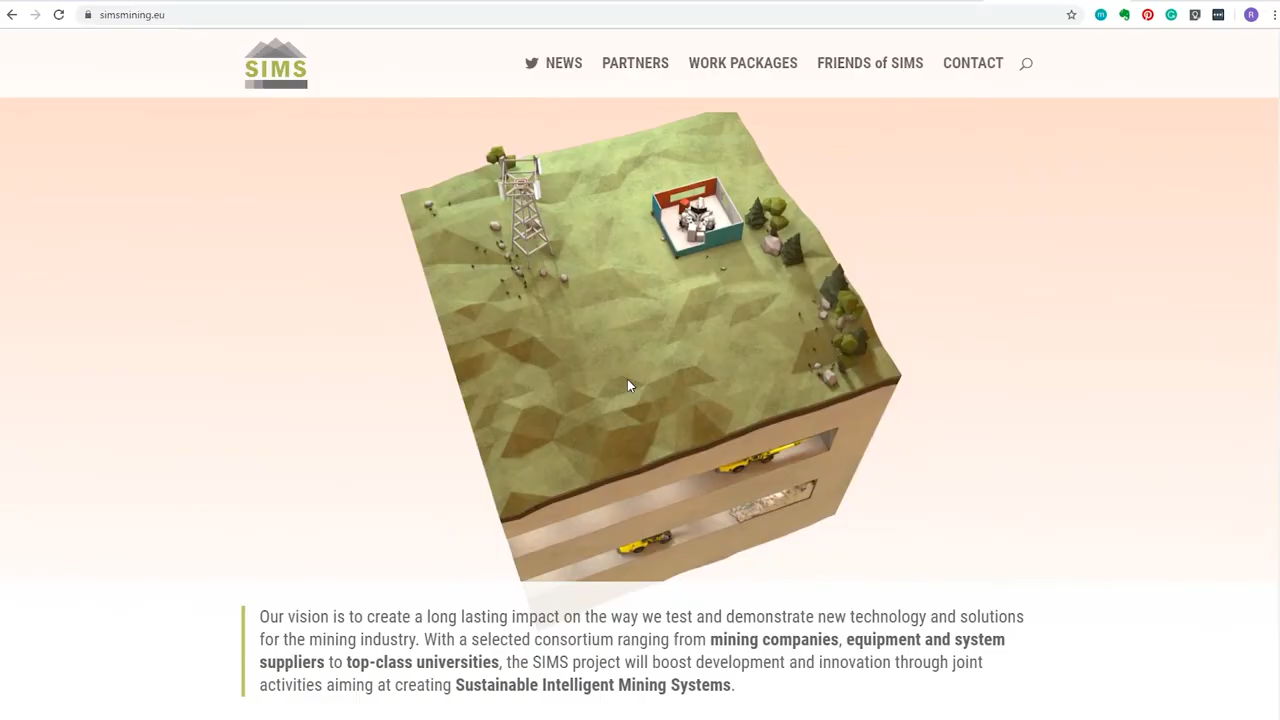 simsmining.eu
SIMS
NEWS PARTNERS WORK PACKAGES FRIENDS of SIMS CONTACT
Our vision is to create a long lasting impact on the way we test and demonstrate new technology and solutions
for the mining industry. With a selected consortium ranging from mining companies, equipment and system
suppliers to top-class universities, the SIMS project will boost development and innovation through joint
activities aiming at creating Sustainable Intelligent Mining Systems.